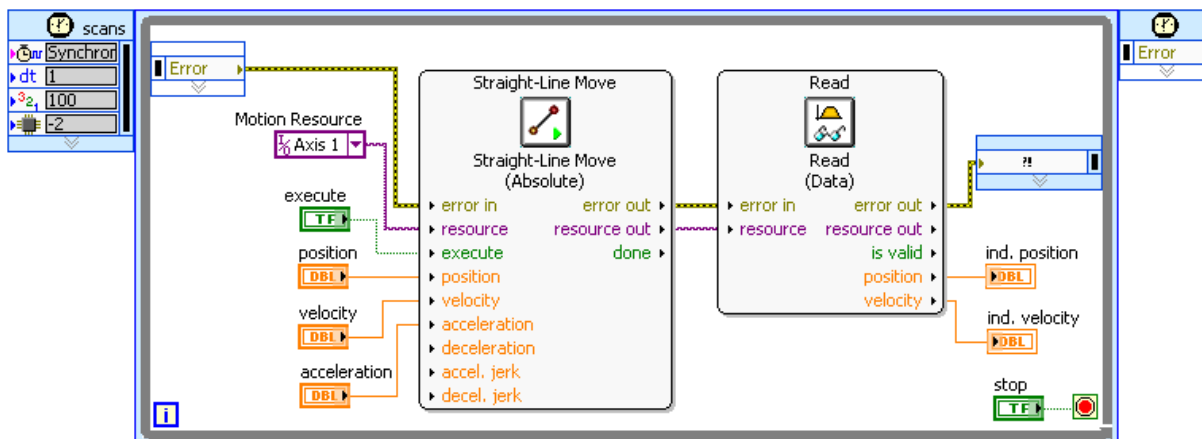 scans
Synchror
dt 1
100
-2
Error
Motion Resource
I/O Axis 1
execute
TF
position
DBL
velocity
DBL
acceleration
DBL
i
Straight-Line Move
Straight-Line Move
(Absolute)
error in error out
resource resource out
execute done
position
velocity
acceleration
deceleration
accel. jerk
decel. jerk
Read
Read
(Data)
error in error out
resource resource out
is valid
position
velocity
?!
ind. position
DBL
ind. velocity
DBL
stop
TF
Error